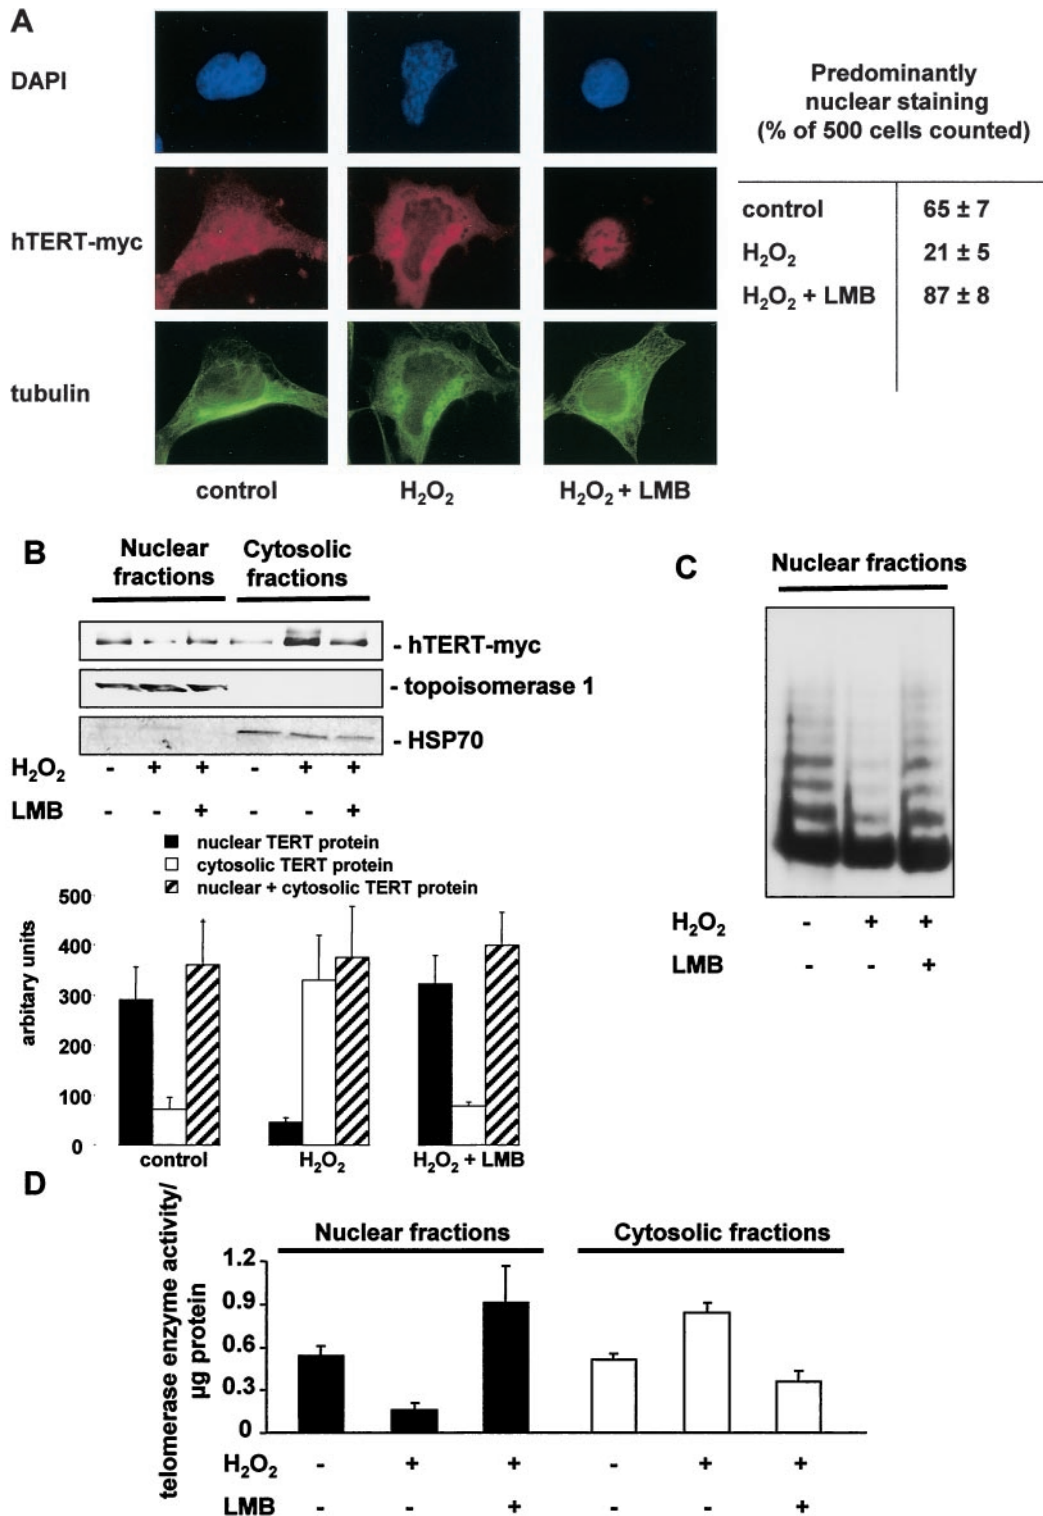 A
DAPI
hTERT-myc
tubulin
control
H₂O₂
H₂O₂ + LMB
Predominantly
nuclear staining
(% of 500 cells counted)
control 65 ± 7
H₂O₂ 21 ± 5
H₂O₂ + LMB 87 ± 8
B
Nuclear
fractions
Cytosolic
fractions
- hTERT-myc
- topoisomerase 1
- HSP70
H₂O₂ - + + - + +
LMB - - + - - +
nuclear TERT protein
cytosolic TERT protein
nuclear + cytosolic TERT protein
arbitary units
500
400
300
200
100
0
control
H₂O₂
H₂O₂ + LMB
C
Nuclear fractions
H₂O₂ - + +
LMB - - +
D
telomerase enzyme activity/
µg protein
Nuclear fractions
Cytosolic fractions
1.2
0.9
0.6
0.3
0
H₂O₂ - + + - + +
LMB - - + - - +